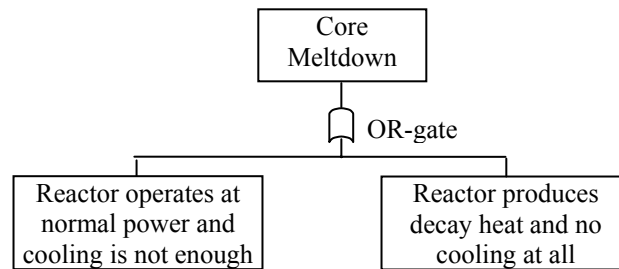 Core
Meltdown
OR-gate
Reactor operates at
normal power and
cooling is not enough
Reactor produces
decay heat and no
cooling at all